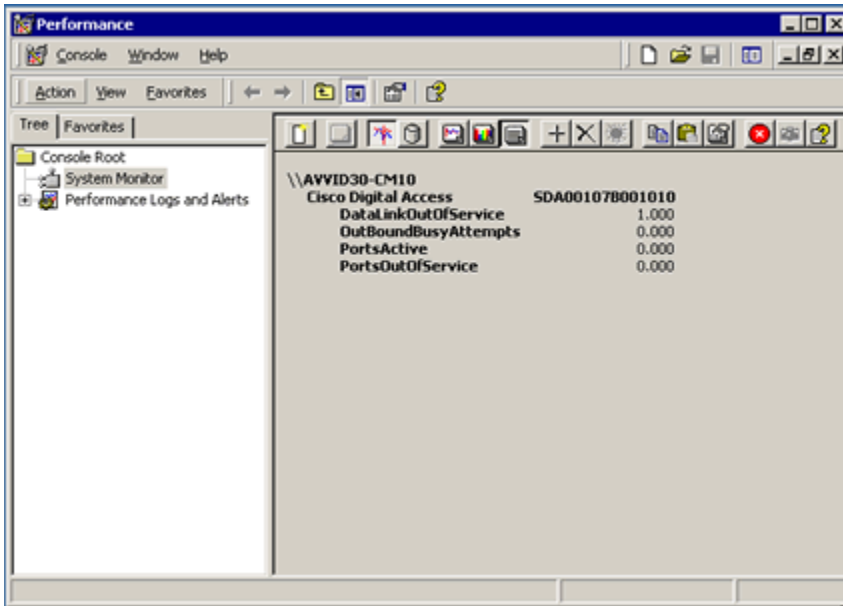 Performance
Console Window Help
Action View Favorites
Tree Favorites
Console Root
System Monitor
Performance Logs and Alerts
\\AVVID30-CM10
Cisco Digital Access SDA00107B001010
DataLinkOutOfService 1.000
OutBoundBusyAttempts 0.000
PortsActive 0.000
PortsOutOfService 0.000